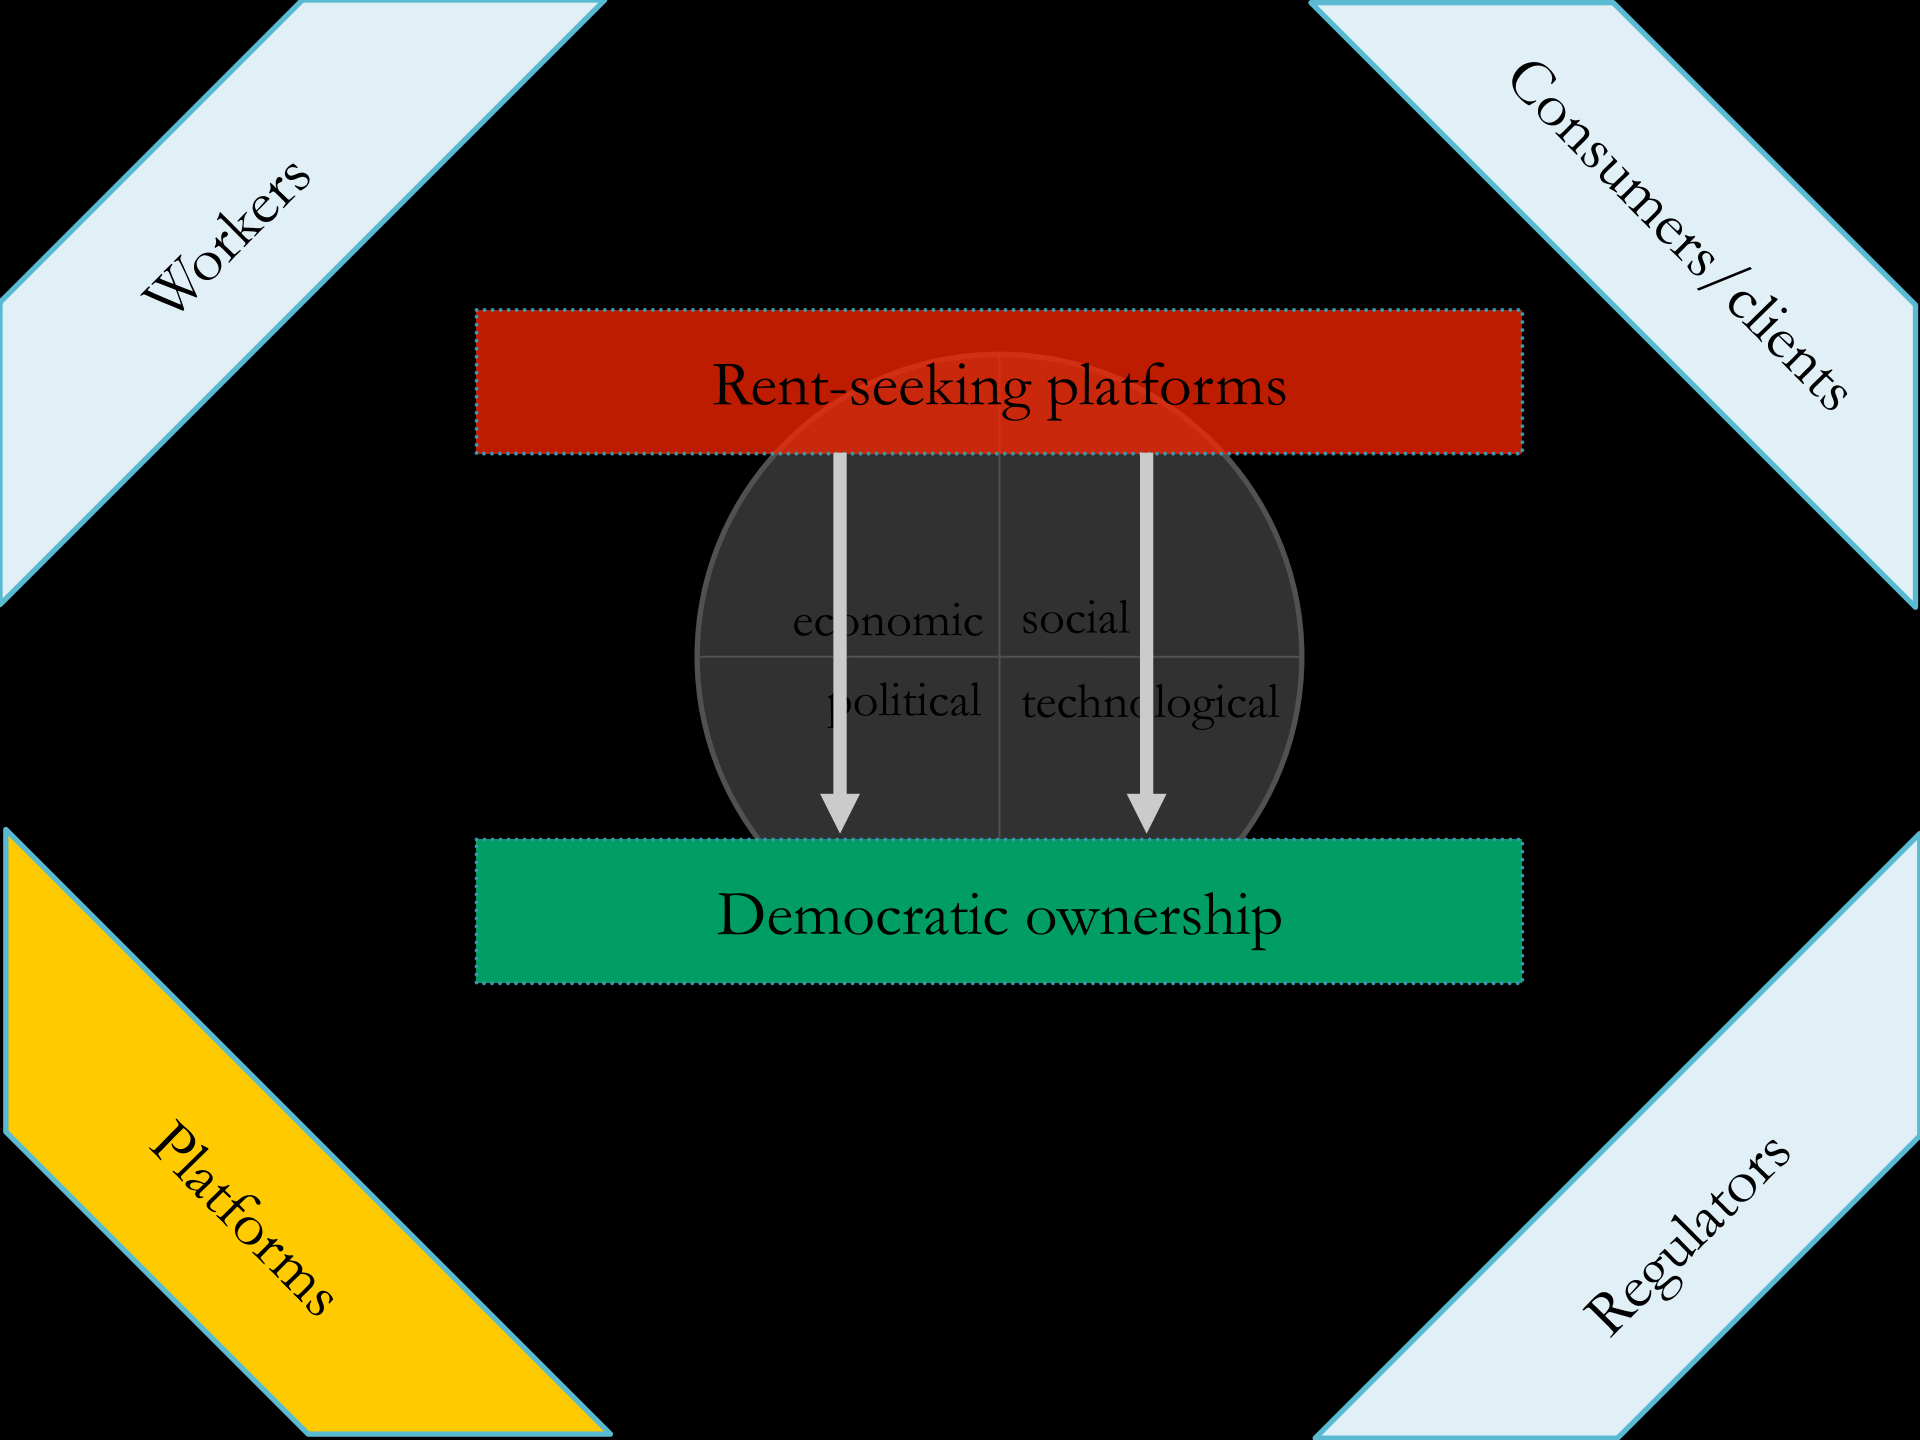 Workers
Consumers/clients
Rent-seeking platforms
economic
social
political
technological
Democratic ownership
Platforms
Regulators